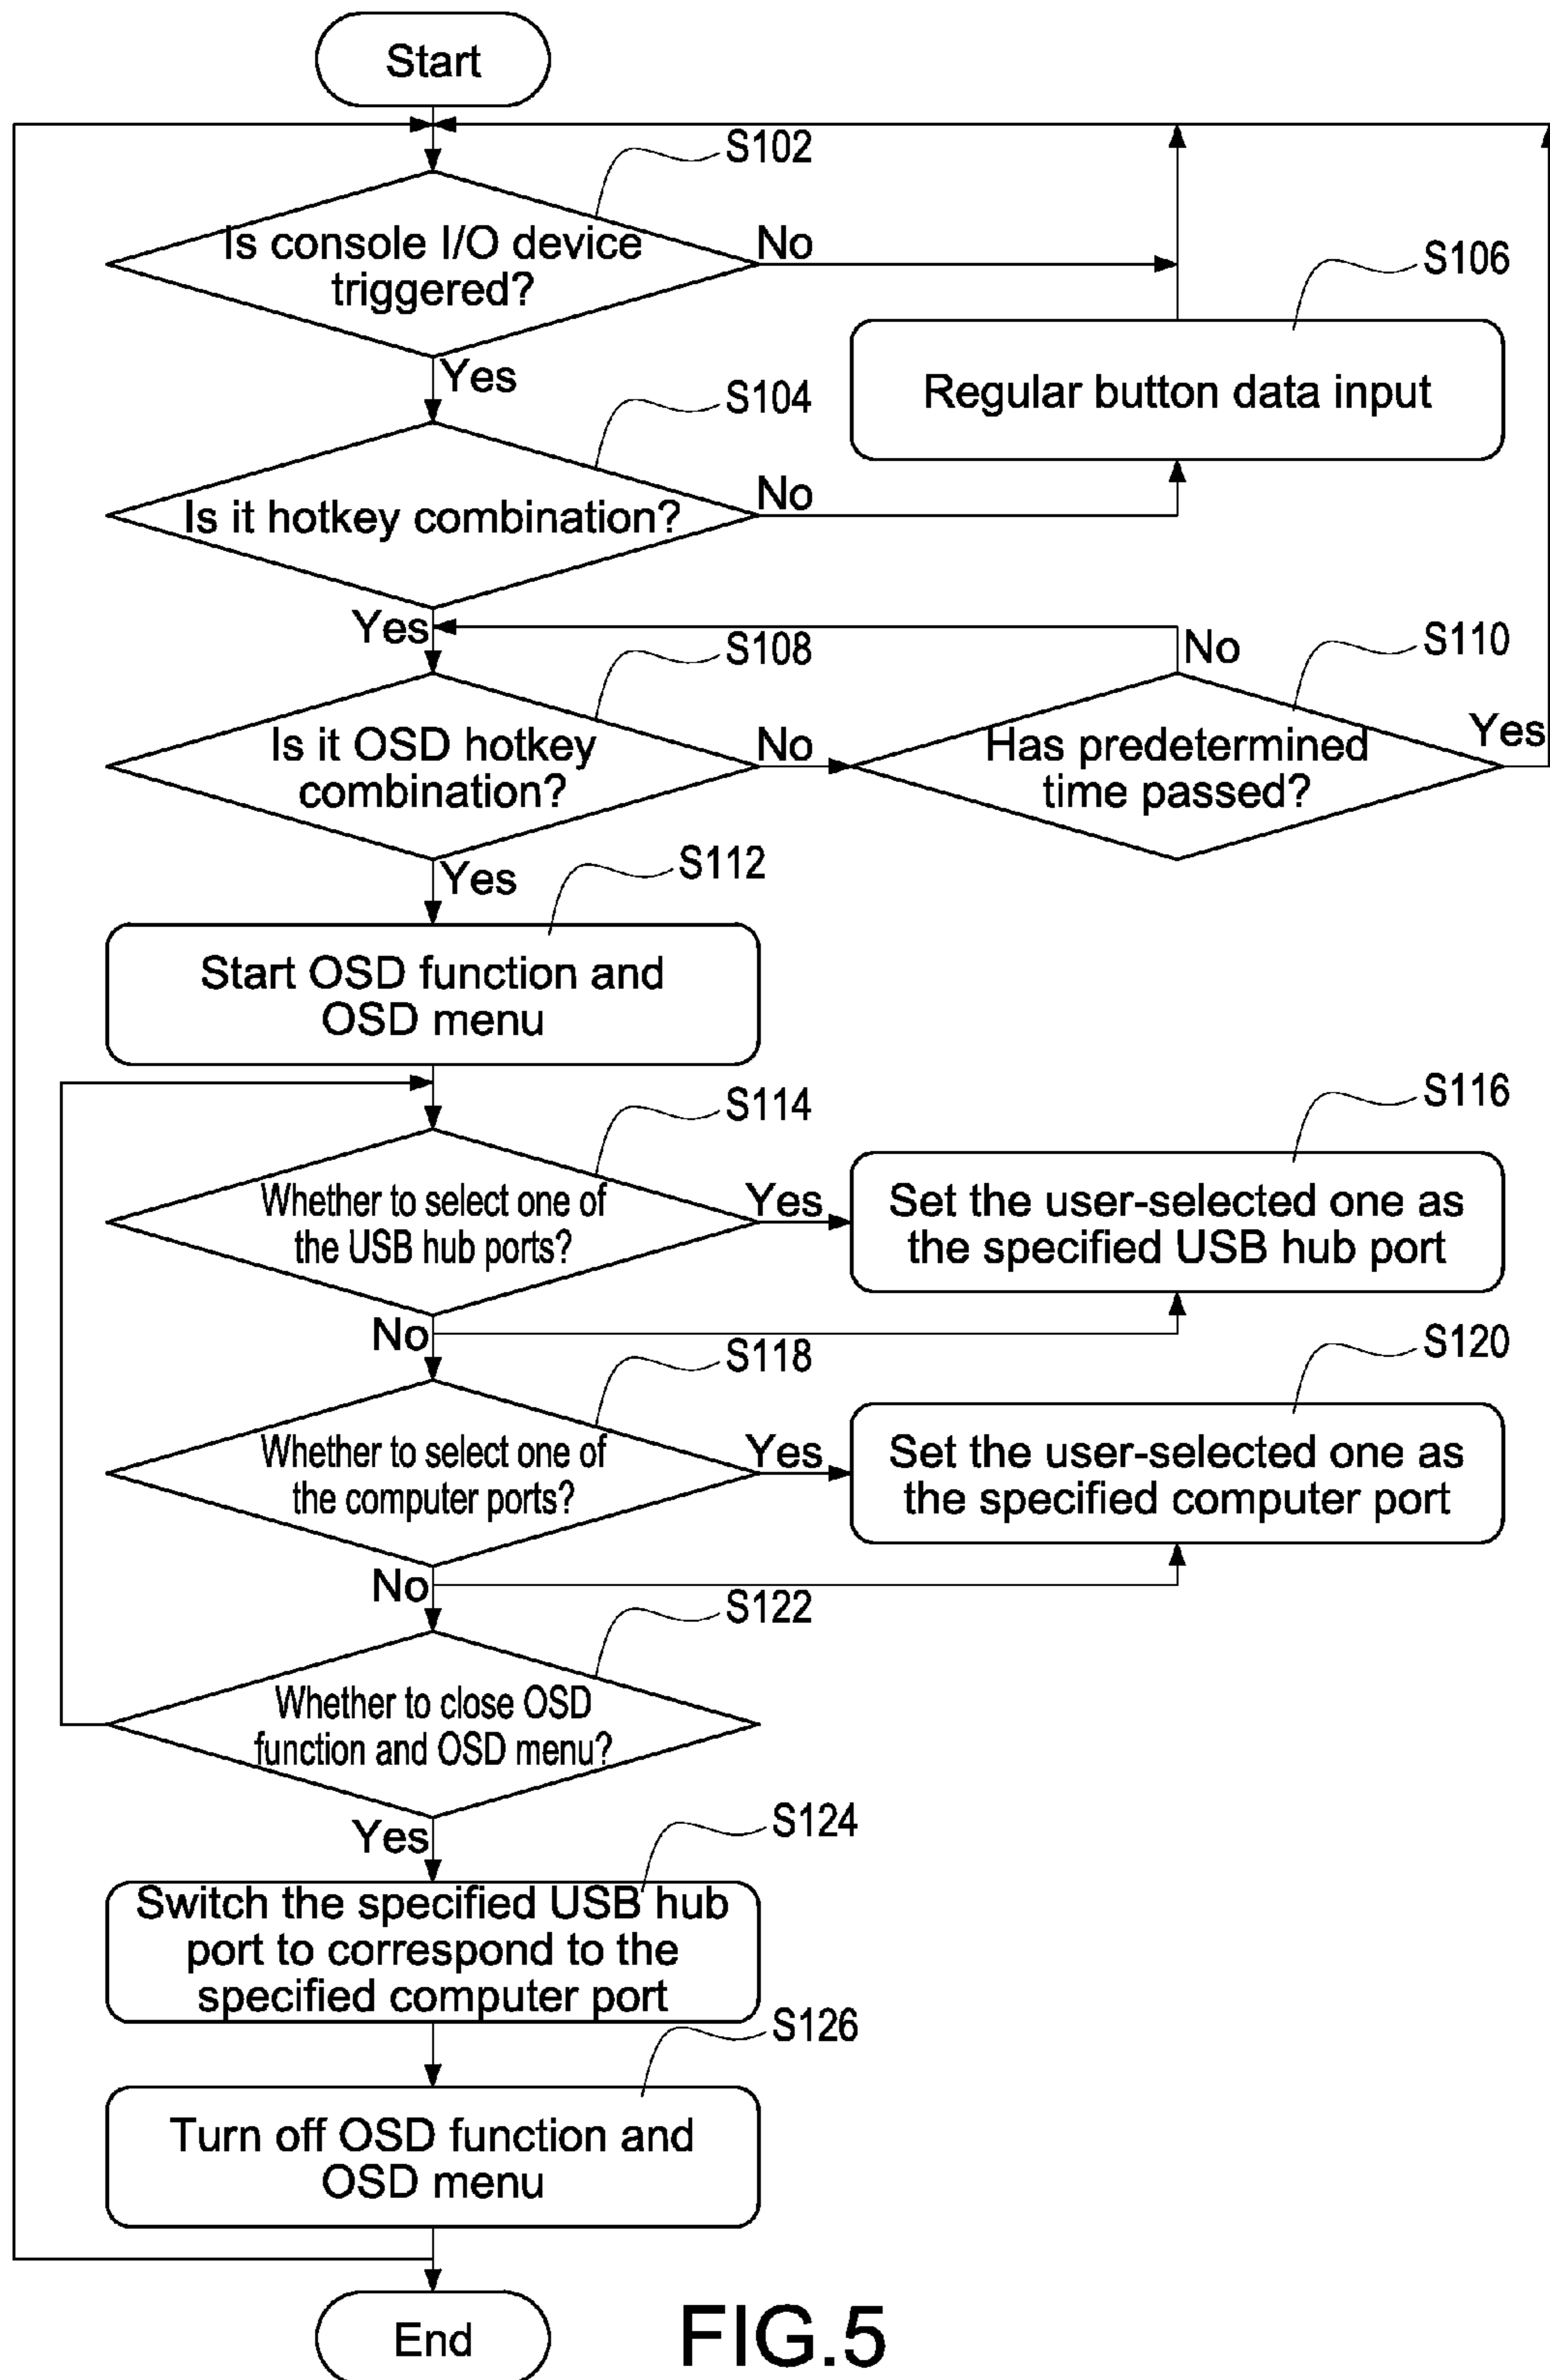 Start
S102
Is console I/O device
triggered?
No
Yes
S106
Regular button data input
S104
Is it hotkey combination?
No
Yes
S108
Is it OSD hotkey
combination?
No
Yes
S110
No
Has predetermined
time passed?
Yes
S112
Start OSD function and
OSD menu
S114
Whether to select one of
the USB hub ports?
Yes
No
S116
Set the user-selected one as
the specified USB hub port
S118
Whether to select one of
the computer ports?
Yes
No
S120
Set the user-selected one as
the specified computer port
S122
Whether to close OSD
function and OSD menu?
Yes
S124
Switch the specified USB hub
port to correspond to the
specified computer port
S126
Turn off OSD function and
OSD menu
End
FIG.5